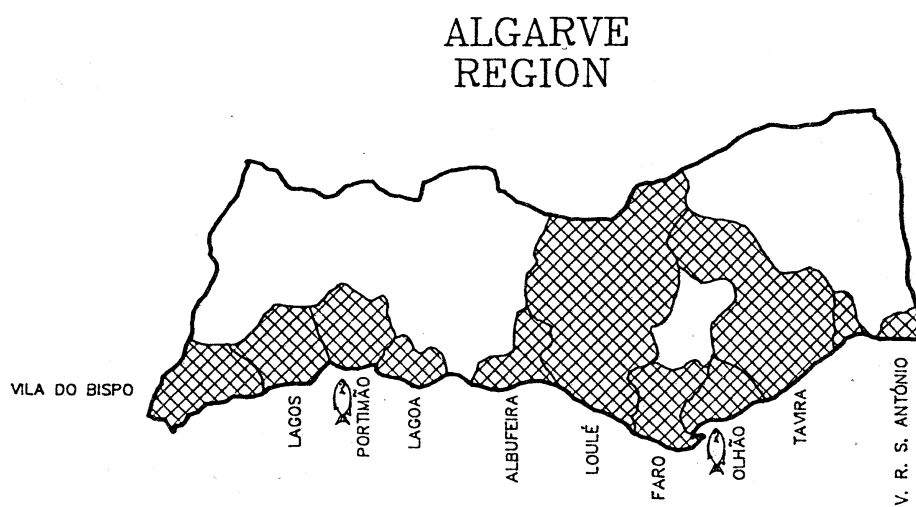 ALGARVE
REGION
VILA DO BISPO
LAGOS
PORTIMÃO
LAGOA
ALBUFEIRA
LOULÉ
FARO
OLHÃO
TAVIRA
V. R. S. ANTÓNIO